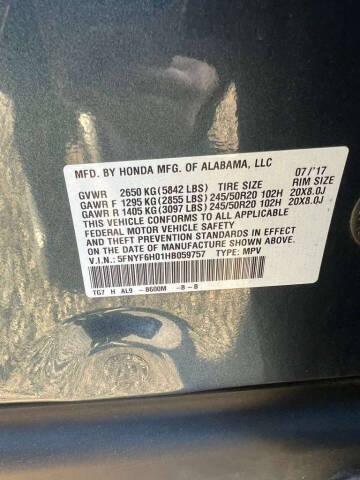 MFD. BY HONDA MFG. OF ALABAMA, LLC 07/'17
GVWR 2650 KG (5842 LBS) TIRE SIZE RIM SIZE
GAWR F 1295 KG (2855 LBS) 245/50R20 102H 20X8.0J
GAWR R 1405 KG (3097 LBS) 245/50R20 102H 20X8.0J
THIS VEHICLE CONFORMS TO ALL APPLICABLE
FEDERAL MOTOR VEHICLE SAFETY
AND THEFT PREVENTION STANDARDS IN EFFECT
ON THE DATE OF MANUFACTURE SHOWN ABOVE.
V.I.N.: 5FNYF6H01HB059757 TYPE: MPV
TG7 H AL9 -B600M -B-B